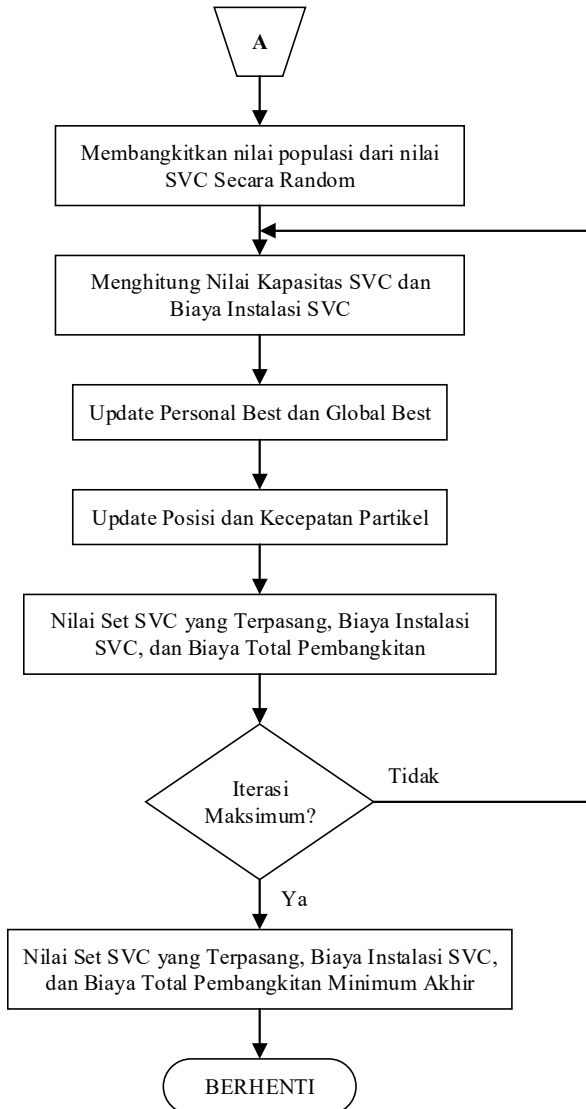 A
Membangkitkan nilai populasi dari nilai
SVC Secara Random
Menghitung Nilai Kapasitas SVC dan
Biaya Instalasi SVC
Update Personal Best dan Global Best
Update Posisi dan Kecepatan Partikel
Nilai Set SVC yang Terpasang, Biaya Instalasi
SVC, dan Biaya Total Pembangkitan
Iterasi
Maksimum?
Tidak
Ya
Nilai Set SVC yang Terpasang, Biaya Instalasi SVC,
dan Biaya Total Pembangkitan Minimum Akhir
BERHENTI